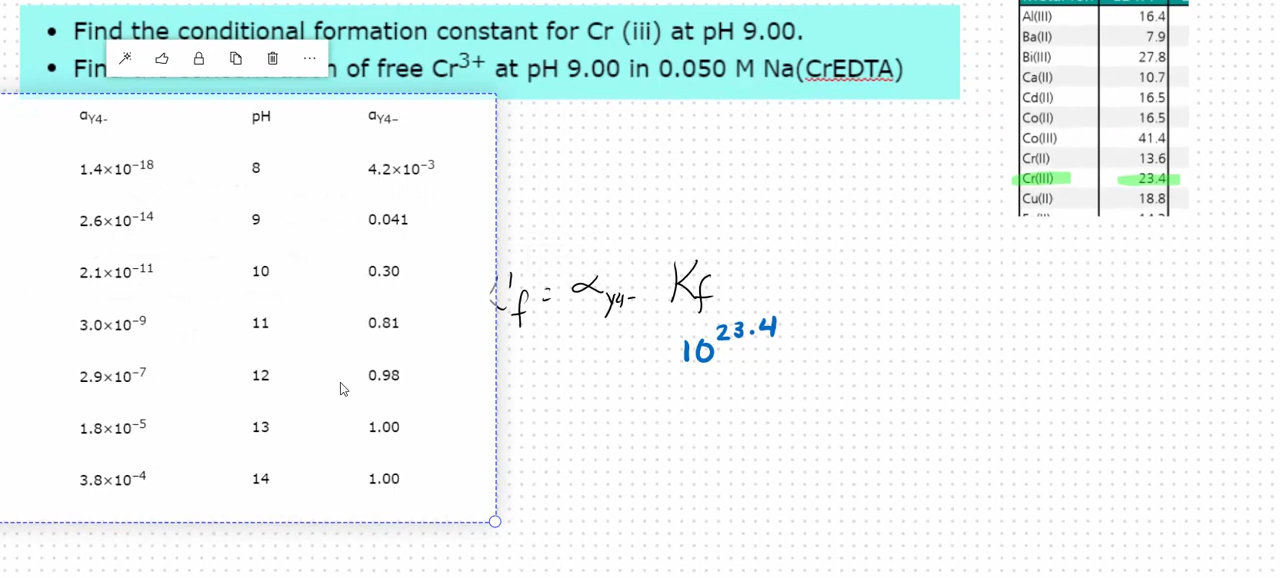 • Find the conditional formation constant for Cr (iii) at pH 9.00.
• Fin of free Cr³⁺ at pH 9.00 in 0.050 M Na(CrEDTA)
αY4- pH αY4-
1.4×10⁻¹⁸ 8 4.2×10⁻³
2.6×10⁻¹⁴ 9 0.041
2.1×10⁻¹¹ 10 0.30
3.0×10⁻⁹ 11 0.81
2.9×10⁻⁷ 12 0.98
1.8×10⁻⁵ 13 1.00
3.8×10⁻⁴ 14 1.00
'f = αy4- Kf
10²³·⁴
Al(III) 16.4
Ba(II) 7.9
Bi(III) 27.8
Ca(II) 10.7
Cd(II) 16.5
Co(II) 16.5
Co(III) 41.4
Cr(II) 13.6
Cr(III) 23.4
Cu(II) 18.8